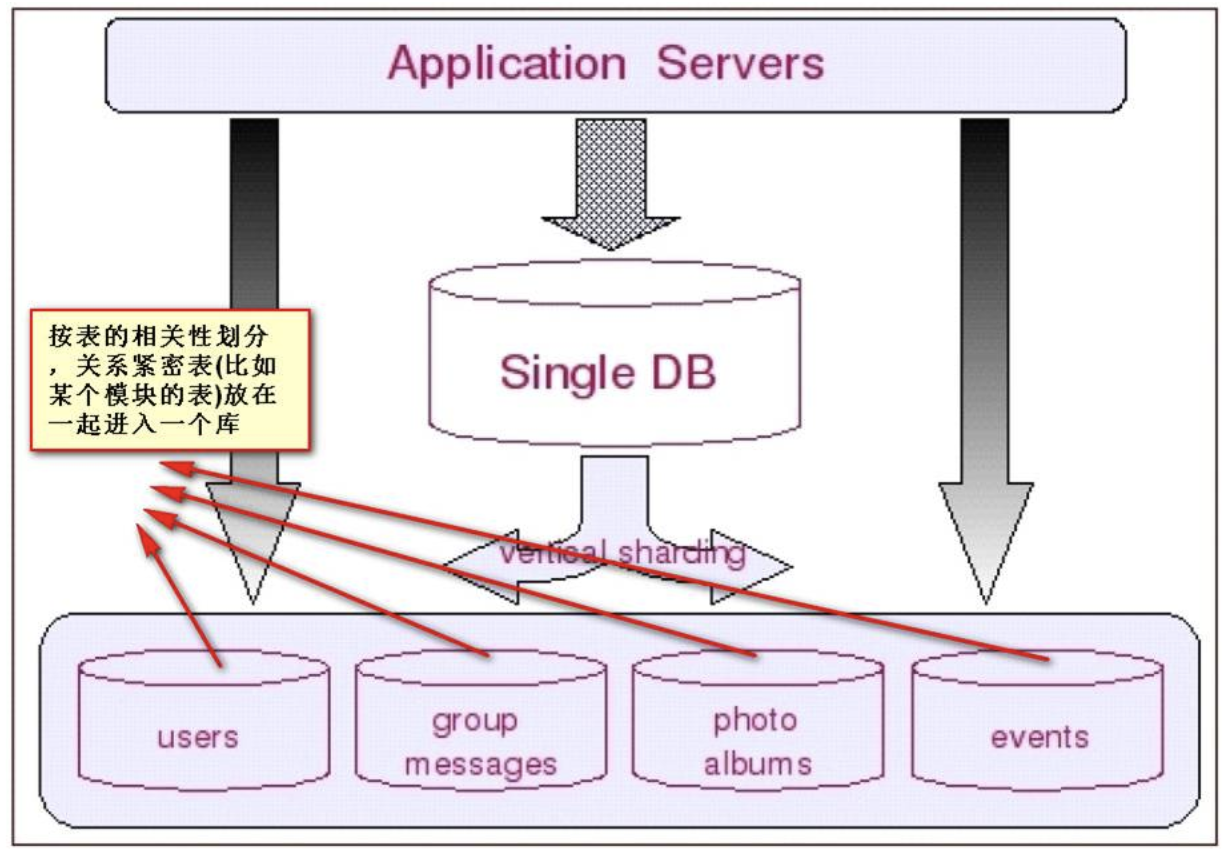 Application Servers
按表的相关性划分
，关系紧密表(比如
某个模块的表)放在
一起进入一个库
Single DB
vertical sharding
users
group
messages
photo
albums
events